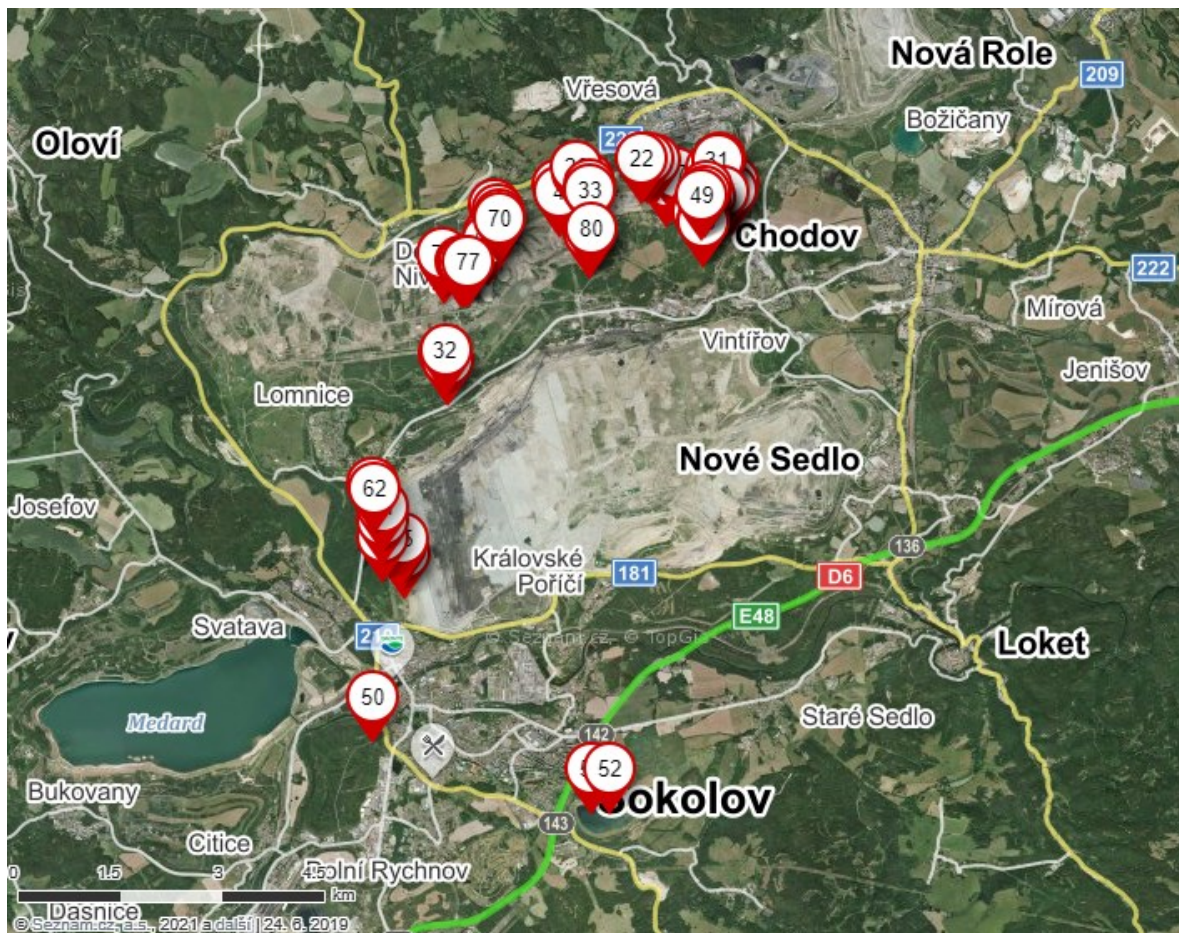 Nová Role
209
Vřesová
Božičany
Oloví
22
33
49
80
70
Chodov
77
222
Mírová
Vintířov
32
Jenišov
Lomnice
Nové Sedlo
62
Josefov
136
Královské
Poříčí
181
D6
E48
© Seznam.cz, © TopGis
Svatava
Loket
50
Medard
Staré Sedlo
142
52
Sokolov
Bukovany
143
Citice
Dolní Rychnov
0 1.5 3 4.5
km
Dasnice
© Seznam.cz, a.s., 2021 a další | 24. 6. 2019